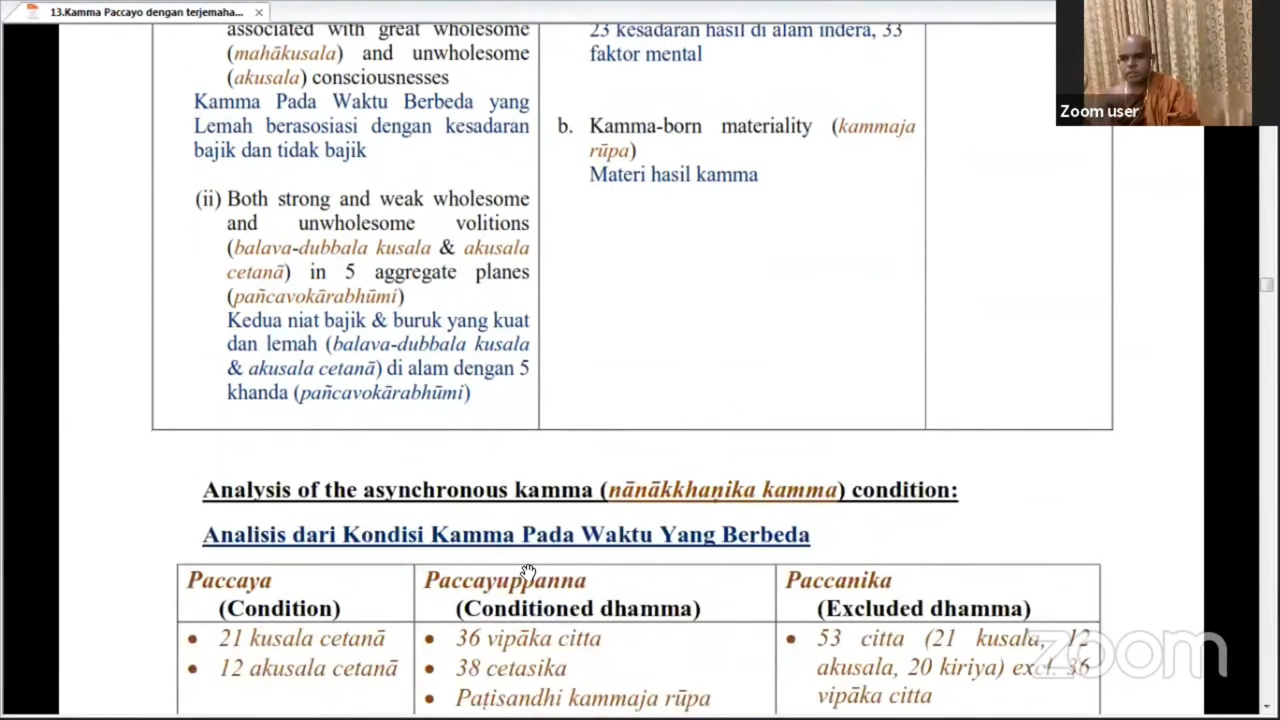 13.Kamma Paccayo dengan terjemaha...
Zoom user
associated with great wholesome
(mahākusala) and unwholesome
(akusala) consciousnesses
Kamma Pada Waktu Berbeda yang
Lemah berasosiasi dengan kesadaran
bajik dan tidak bajik
(ii) Both strong and weak wholesome
and unwholesome volitions
(balava-dubbala kusala & akusala
cetanā) in 5 aggregate planes
(pañcavokārabhūmi)
Kedua niat bajik & buruk yang kuat
dan lemah (balava-dubbala kusala
& akusala cetanā) di alam dengan 5
khanda (pañcavokārabhūmi)
23 kesadaran hasil di alam indera, 33
faktor mental
b. Kamma-born materiality (kammaja
rūpa)
Materi hasil kamma
Analysis of the asynchronous kamma (nānākkhaṇika kamma) condition:
Analisis dari Kondisi Kamma Pada Waktu Yang Berbeda
Paccaya
(Condition)
• 21 kusala cetanā
• 12 akusala cetanā
Paccayuppanna
(Conditioned dhamma)
• 36 vipāka citta
• 38 cetasika
• Paṭisandhi kammaja rūpa
Paccanika
(Excluded dhamma)
• 53 citta (21 kusala, 12
akusala, 20 kiriya) excl. 36
vipāka citta
zoom